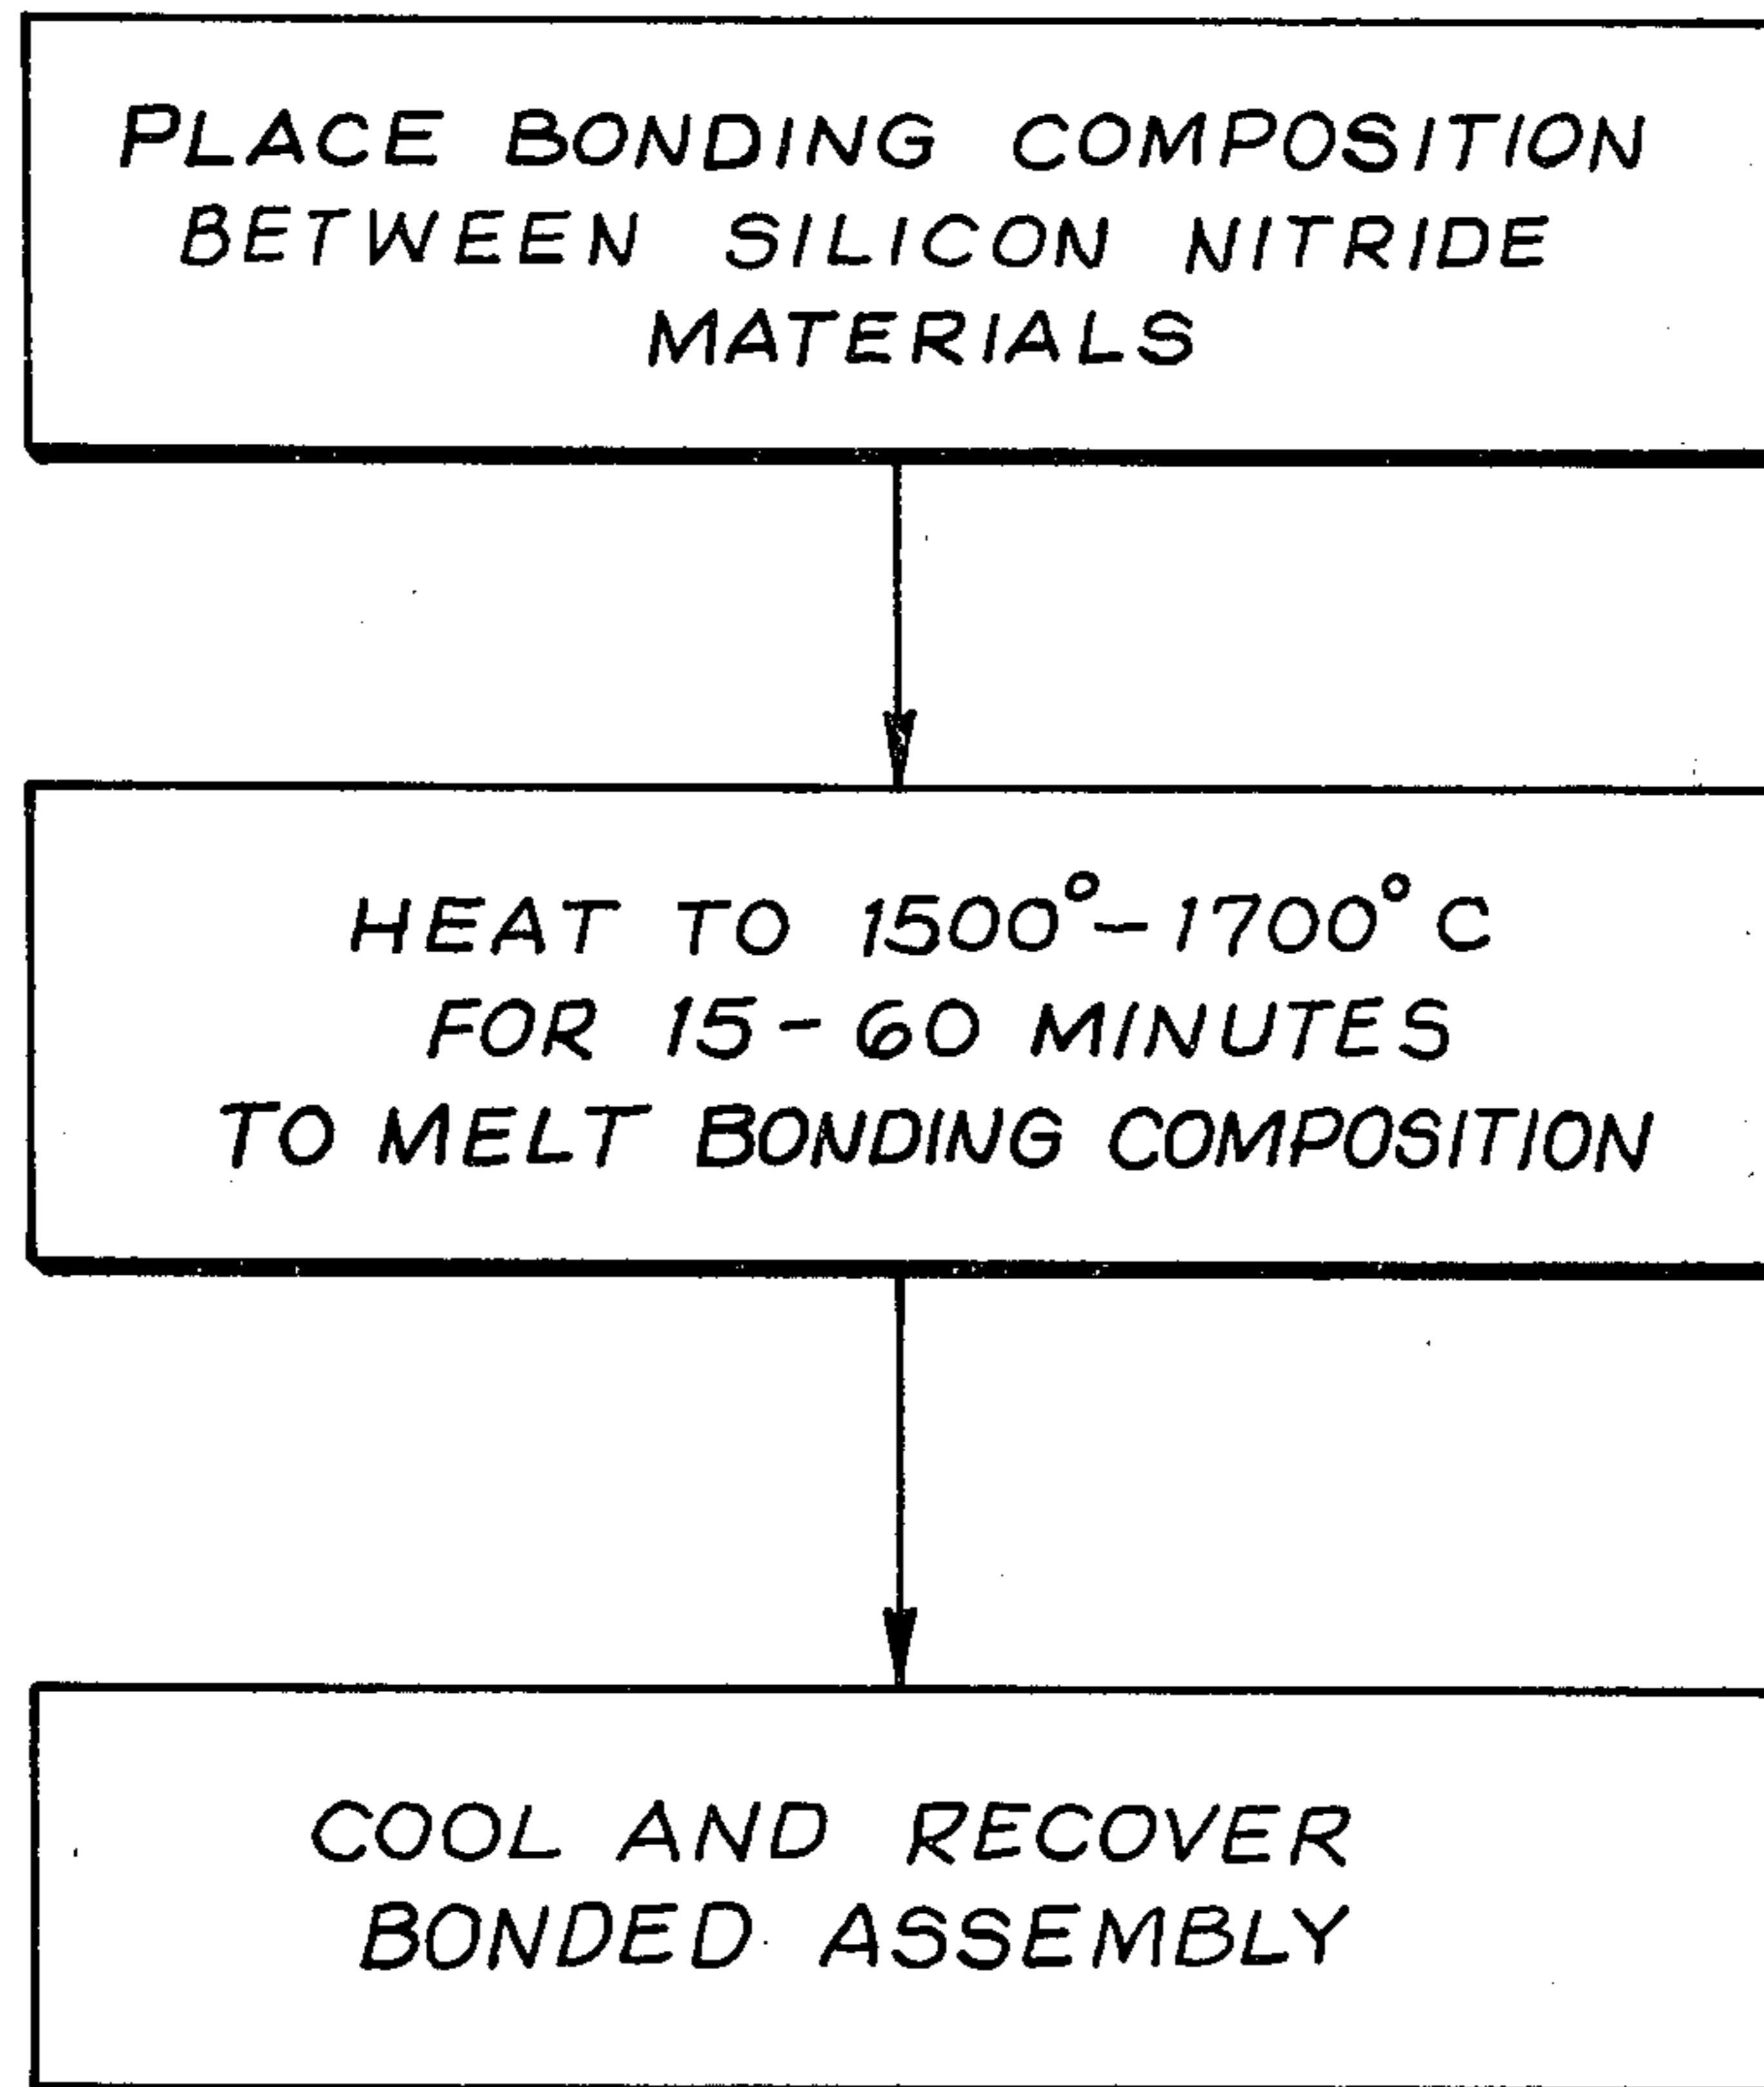 PLACE BONDING COMPOSITION
BETWEEN SILICON NITRIDE
MATERIALS
HEAT TO 1500°-1700° C
FOR 15-60 MINUTES
TO MELT BONDING COMPOSITION
COOL AND RECOVER
BONDED ASSEMBLY